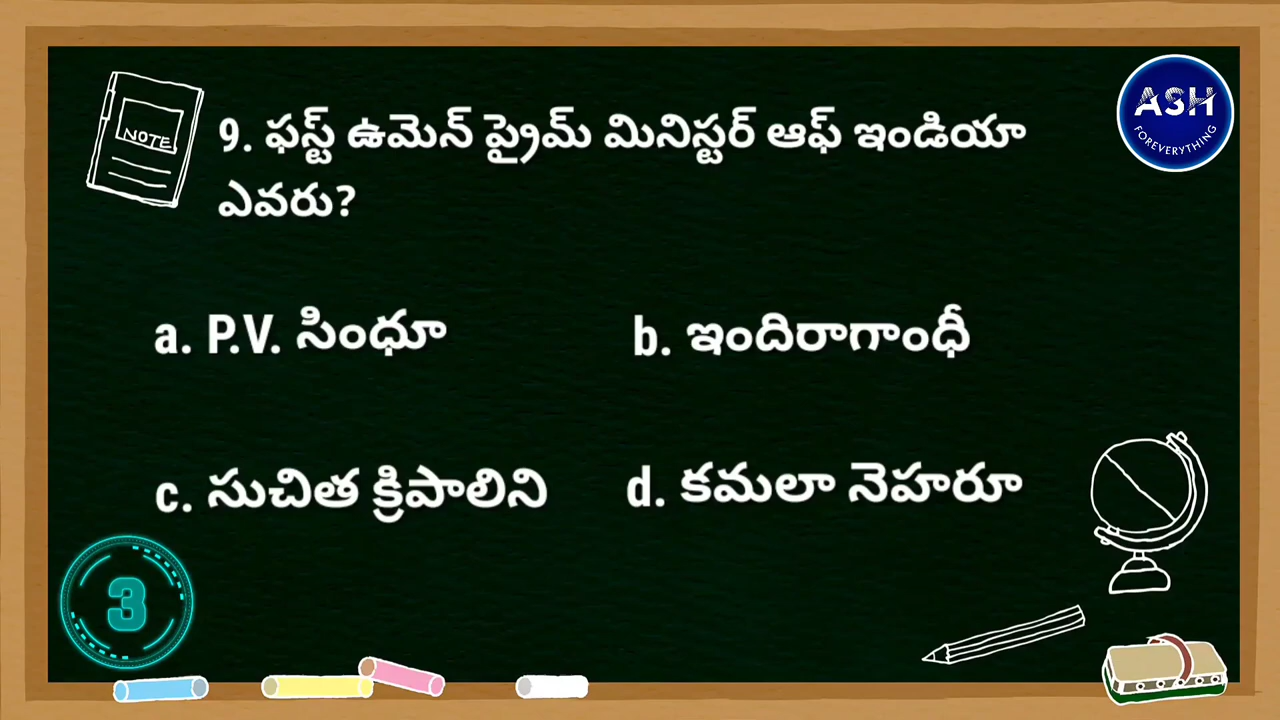 NOTE
ASH
FOREVERYTHING
9. ఫస్ట్ ఉమెన్ ప్రైమ్ మినిస్టర్ ఆఫ్ ఇండియా
ఎవరు?
a. P.V. సింధూ
b. ఇందిరాగాంధీ
c. సుచిత క్రిపాలిని
d. కమలా నెహరూ
3